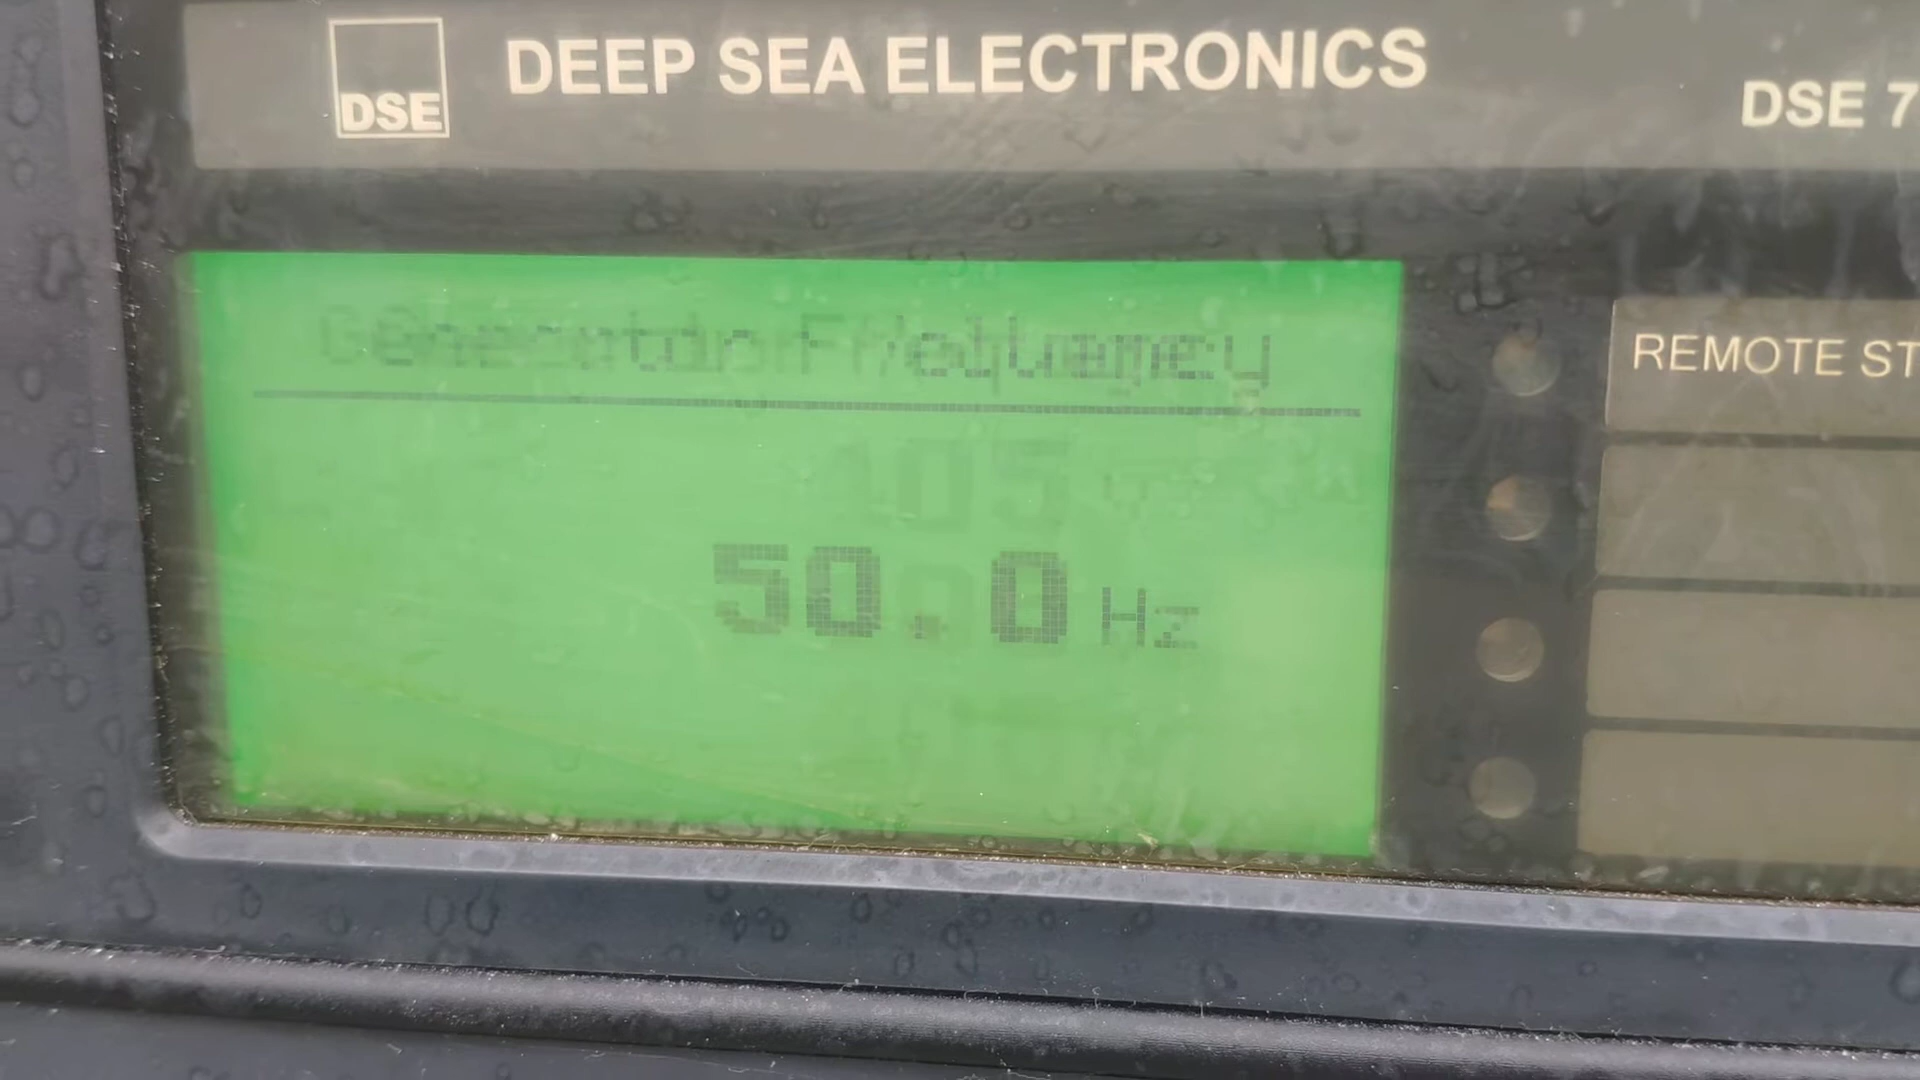 DSE
DEEP SEA ELECTRONICS
DSE 7
Generator Frequency
50.0 Hz
REMOTE ST